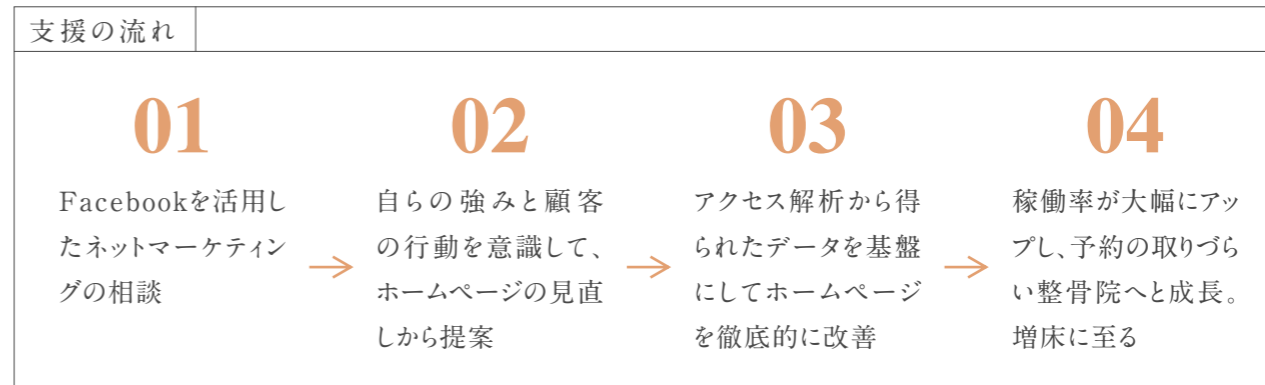 支援の流れ
01
Facebookを活用し
たネットマーケティン
グの相談
02
自らの強みと顧客
の行動を意識して、
ホームページの見直
しから提案
03
アクセス解析から得
られたデータを基盤
にしてホームページ
を徹底的に改善
04
稼働率が大幅にアッ
プし、予約の取りづら
い整骨院へと成長。
増床に至る